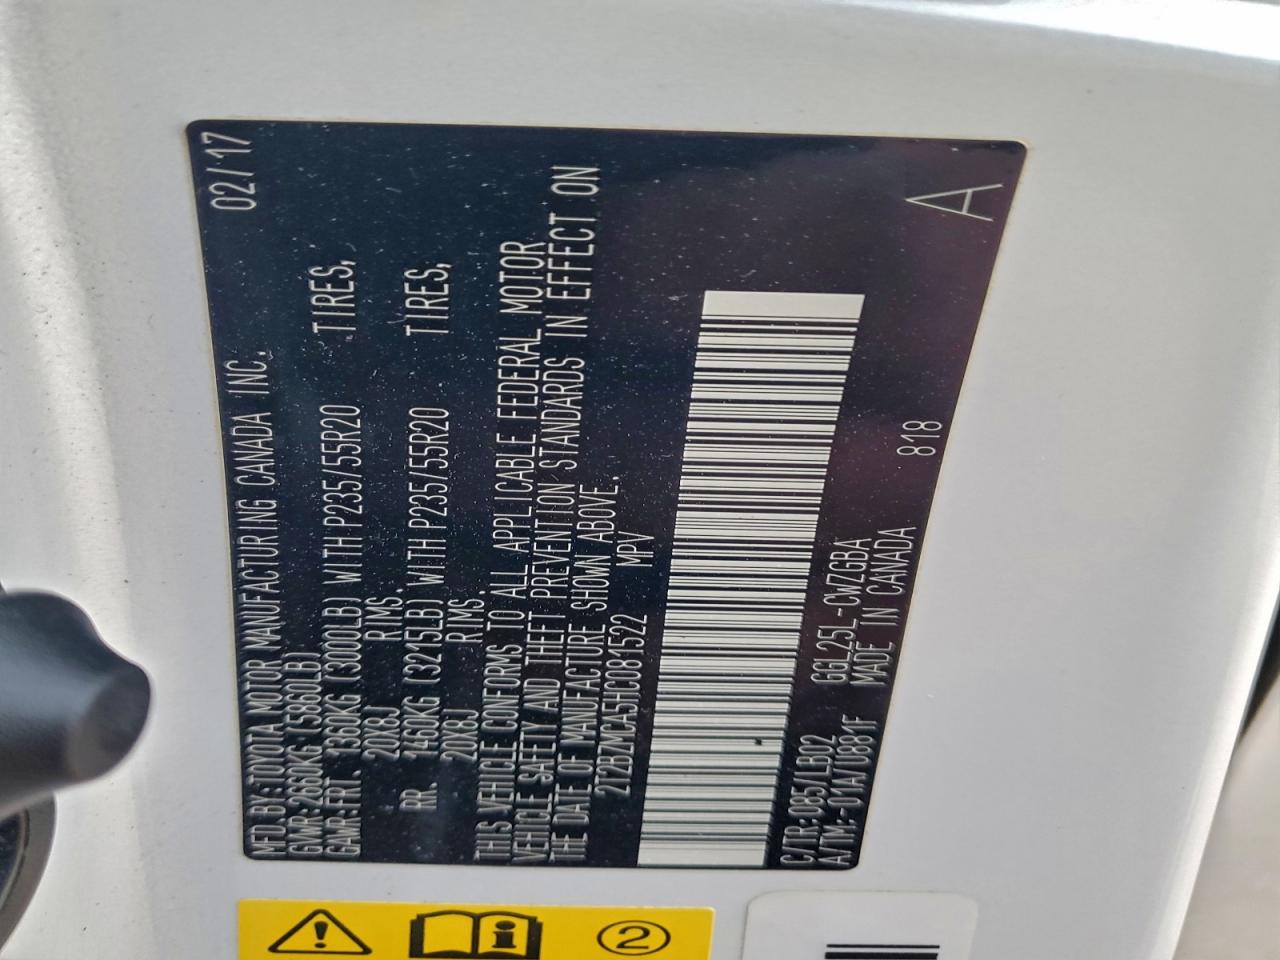 MFD.BY:TOYOTA MOTOR MANUFACTURING CANADA INC. 02/17
GVWR:2660KG (5860LB)
GAWR:FRT. 1360KG (3000LB) WITH P235/55R20 TIRES,
20X8J RIMS.
RR. 1460KG (3215LB) WITH P235/55R20 TIRES,
20X8J RIMS.
THIS VEHICLE CONFORMS TO ALL APPLICABLE FEDERAL MOTOR
VEHICLE SAFETY AND THEFT PREVENTION STANDARDS IN EFFECT ON
THE DATE OF MANUFACTURE SHOWN ABOVE.
2T2BZMCA5HC081522 MPV
C/TR:085/LB02 GGL25L-CWZGBA
A/TM:-01A/0881F MADE IN CANADA 818 A
2